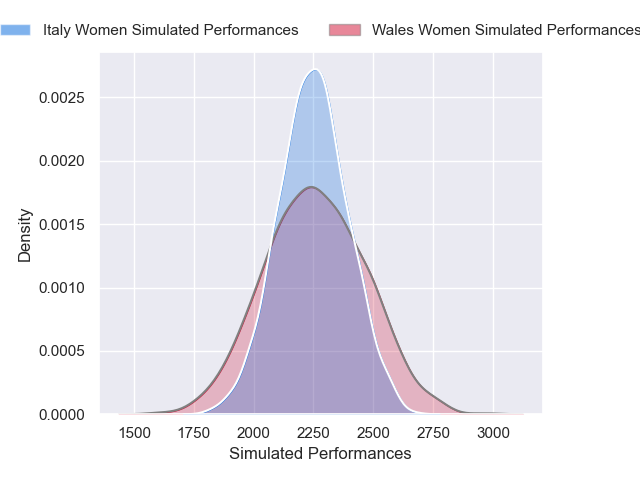 Italy Women Simulated Performances Wales Women Simulated Performances
0.0025
0.0020
0.0015
0.0010
0.0005
0.0000
Density
1500 1750 2000 2250 2500 2750 3000
Simulated Performances